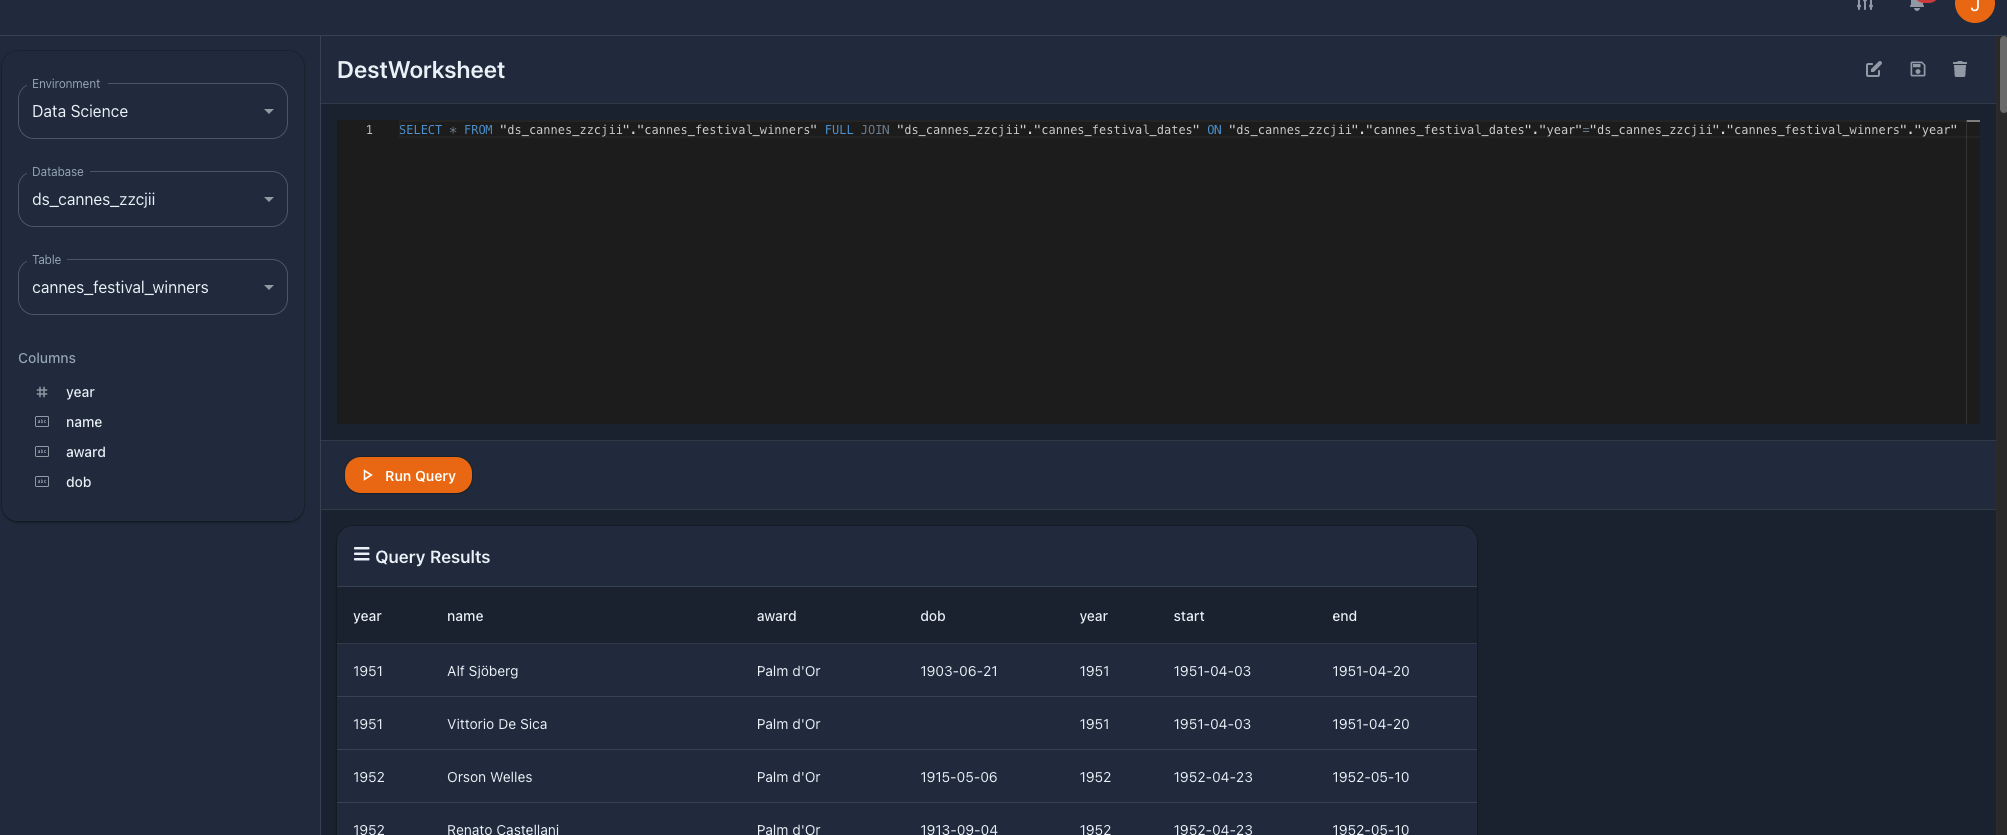 J
DestWorksheet
Environment
Data Science
Database
ds_cannes_zzcjii
Table
cannes_festival_winners
Columns
year
name
award
dob
1 SELECT * FROM "ds_cannes_zzcjii"."cannes_festival_winners" FULL JOIN "ds_cannes_zzcjii"."cannes_festival_dates" ON "ds_cannes_zzcjii"."cannes_festival_dates"."year"="ds_cannes_zzcjii"."cannes_festival_winners"."year"
Run Query
Query Results
year name award dob year start end
1951 Alf Sjöberg Palm d'Or 1903-06-21 1951 1951-04-03 1951-04-20
1951 Vittorio De Sica Palm d'Or 1951 1951-04-03 1951-04-20
1952 Orson Welles Palm d'Or 1915-05-06 1952 1952-04-23 1952-05-10
1952 Renato Castellani Palm d'Or 1913-09-04 1952 1952-04-23 1952-05-10